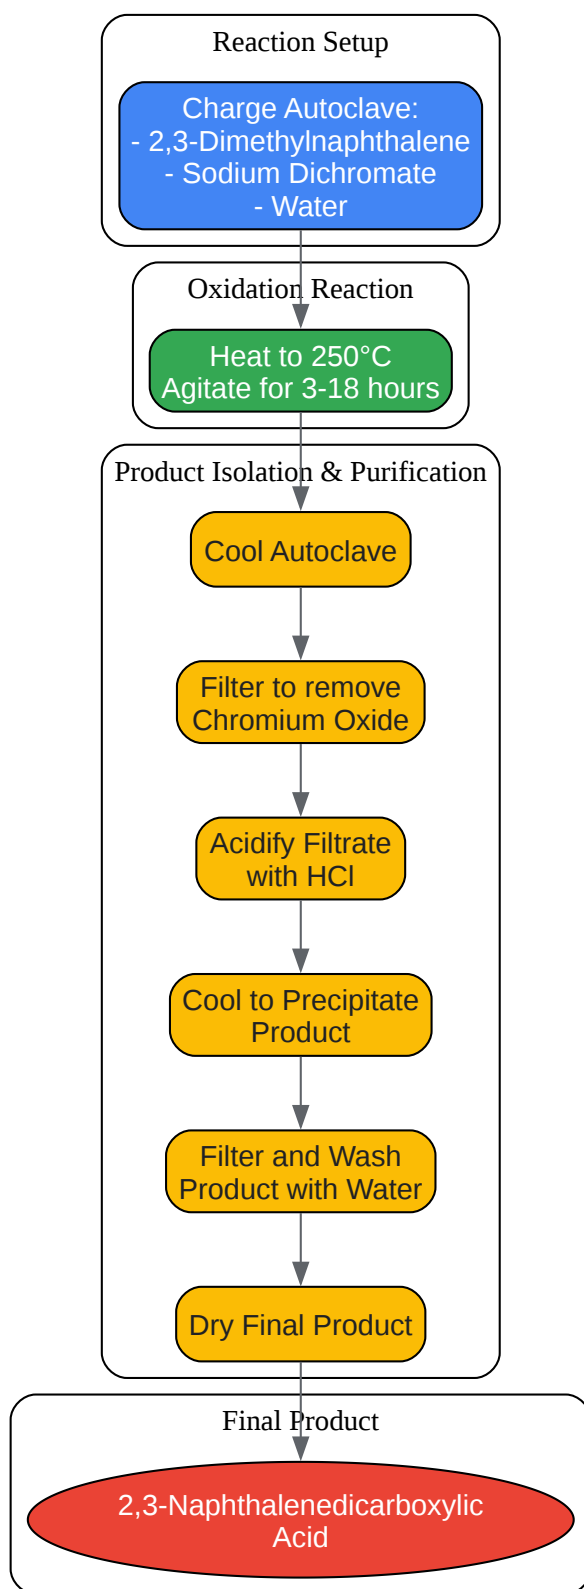 Reaction Setup
Charge Autoclave:
- 2,3-Dimethylnaphthalene
- Sodium Dichromate
- Water
Oxidation Reaction
Heat to 250°C
Agitate for 3-18 hours
Product Isolation & Purification
Cool Autoclave
Filter to remove
Chromium Oxide
Acidify Filtrate
with HCl
Cool to Precipitate
Product
Filter and Wash
Product with Water
Dry Final Product
Final Product
2,3-Naphthalenedicarboxylic
Acid